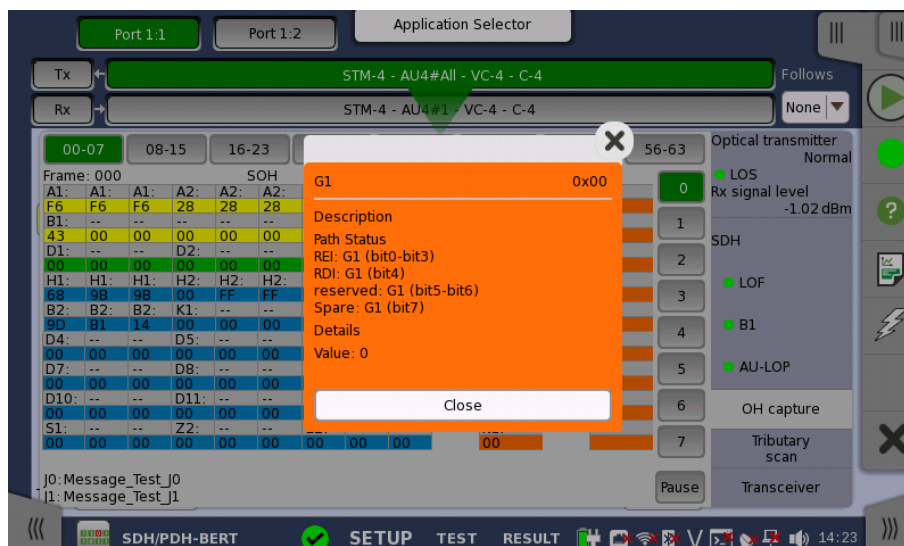 Port 1:1 Port 1:2 Application Selector
Tx STM-4 - AU4#All - VC-4 - C-4 Follows
Rx STM-4 - AU4#1 - VC-4 - C-4 None
00-07 08-15 16-23 56-63 Optical transmitter
Normal
Frame: 000 SOH LOS
A1: A1: A1: A2: A2: A2: 0 Rx signal level
F6 F6 F6 28 28 28 -1.02 dBm
B1: -- -- -- -- -- 1
43 00 00 00 00 00 SDH
D1: -- -- D2: -- -- 2
00 00 00 00 00 00
H1: H1: H1: H2: H2: H2: LOF
68 9B 9B 00 FF FF 3
B2: B2: B2: K1: -- --
9D B1 14 00 00 00 B1
D4: -- -- D5: -- -- 4
00 00 00 00 00 00
D7: -- -- D8: -- -- 5 AU-LOP
00 00 00 00 00 00
D10: -- -- D11: -- -- 6 OH capture
00 00 00 00 00 00
S1: -- -- Z2: -- --
00 00 00 00 00 00 00 00 00 00 7 Tributary
scan
J0: Message_Test_J0
J1: Message_Test_J1 Pause Transceiver
G1 0x00
Description
Path Status
REI: G1 (bit0-bit3)
RDI: G1 (bit4)
reserved: G1 (bit5-bit6)
Spare: G1 (bit7)
Details
Value: 0
Close
SDH/PDH-BERT SETUP TEST RESULT 14:23